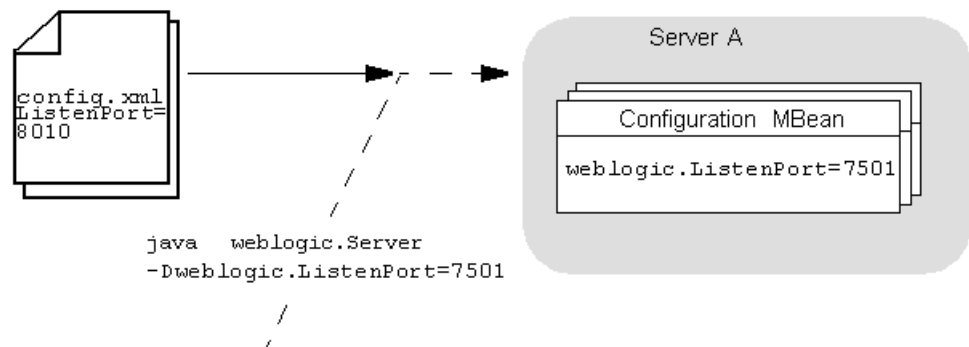 Server A
config.xml
ListenPort=
8010
Configuration MBean
weblogic.ListenPort=7501
java weblogic.Server
-Dweblogic.ListenPort=7501